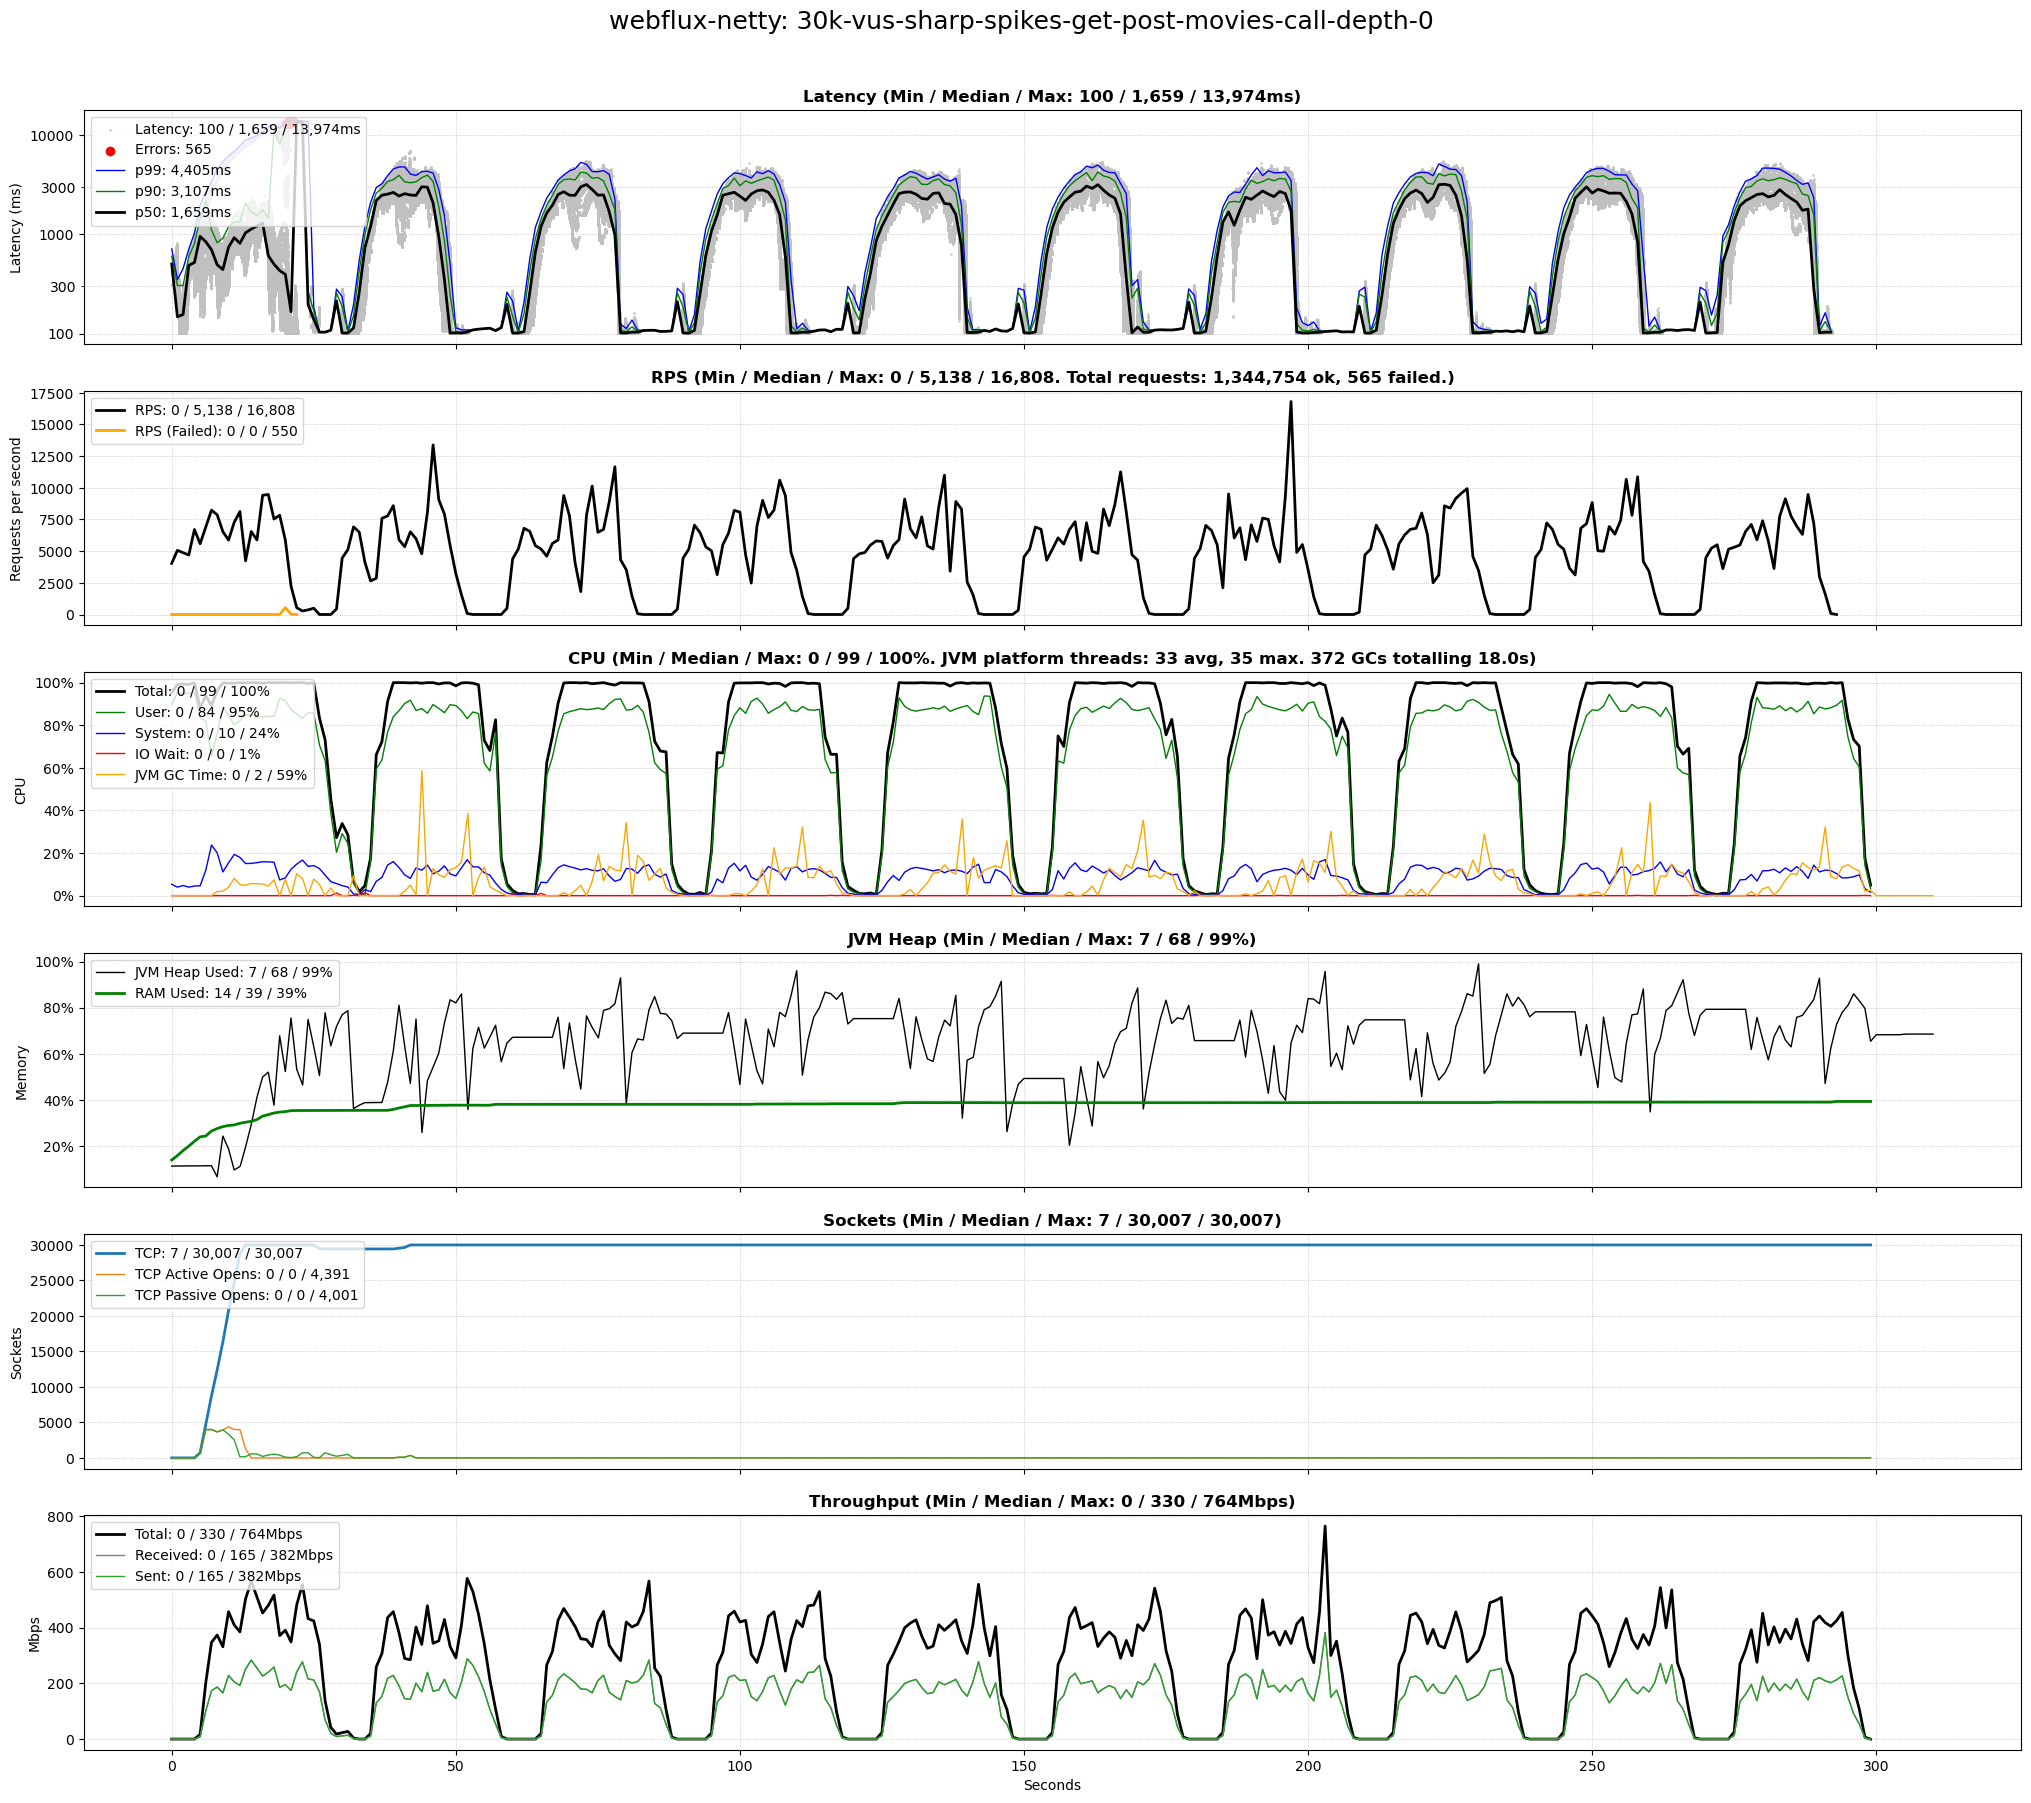 webflux-netty: 30k-vus-sharp-spikes-get-post-movies-call-depth-0
Latency (Min / Median / Max: 100 / 1,659 / 13,974ms)
Latency (ms)
10000
3000
1000
300
100
Latency: 100 / 1,659 / 13,974ms
Errors: 565
p99: 4,405ms
p90: 3,107ms
p50: 1,659ms
RPS (Min / Median / Max: 0 / 5,138 / 16,808. Total requests: 1,344,754 ok, 565 failed.)
Requests per second
17500
15000
12500
10000
7500
5000
2500
0
RPS: 0 / 5,138 / 16,808
RPS (Failed): 0 / 0 / 550
CPU (Min / Median / Max: 0 / 99 / 100%. JVM platform threads: 33 avg, 35 max. 372 GCs totalling 18.0s)
CPU
100%
80%
60%
40%
20%
0%
Total: 0 / 99 / 100%
User: 0 / 84 / 95%
System: 0 / 10 / 24%
IO Wait: 0 / 0 / 1%
JVM GC Time: 0 / 2 / 59%
JVM Heap (Min / Median / Max: 7 / 68 / 99%)
Memory
100%
80%
60%
40%
20%
JVM Heap Used: 7 / 68 / 99%
RAM Used: 14 / 39 / 39%
Sockets (Min / Median / Max: 7 / 30,007 / 30,007)
Sockets
30000
25000
20000
15000
10000
5000
0
TCP: 7 / 30,007 / 30,007
TCP Active Opens: 0 / 0 / 4,391
TCP Passive Opens: 0 / 0 / 4,001
Throughput (Min / Median / Max: 0 / 330 / 764Mbps)
Mbps
800
600
400
200
0
Total: 0 / 330 / 764Mbps
Received: 0 / 165 / 382Mbps
Sent: 0 / 165 / 382Mbps
0 50 100 150 200 250 300
Seconds